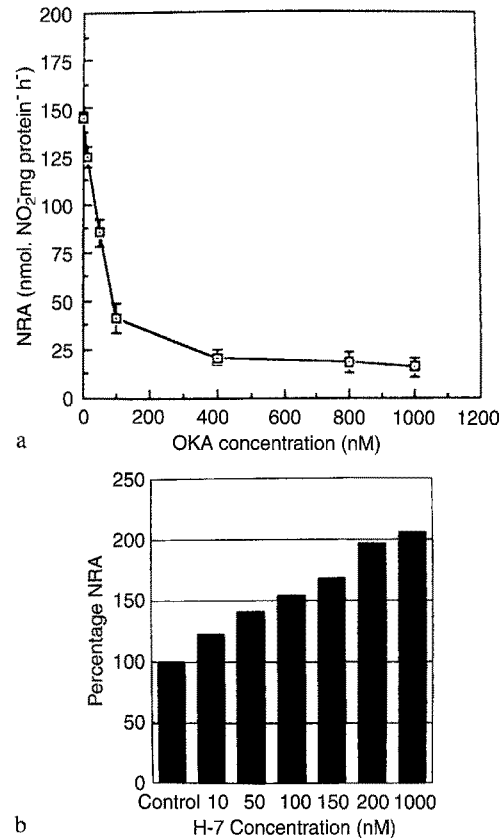 200
175
150
125
100
75
50
25
0
NRA (nmol. NO₂⁻mg protein⁻ h⁻)
0 200 400 600 800 1000 1200
OKA concentration (nM)
a
250
200
150
100
50
0
Percentage NRA
Control 10 50 100 150 200 1000
H-7 Concentration (nM)
b